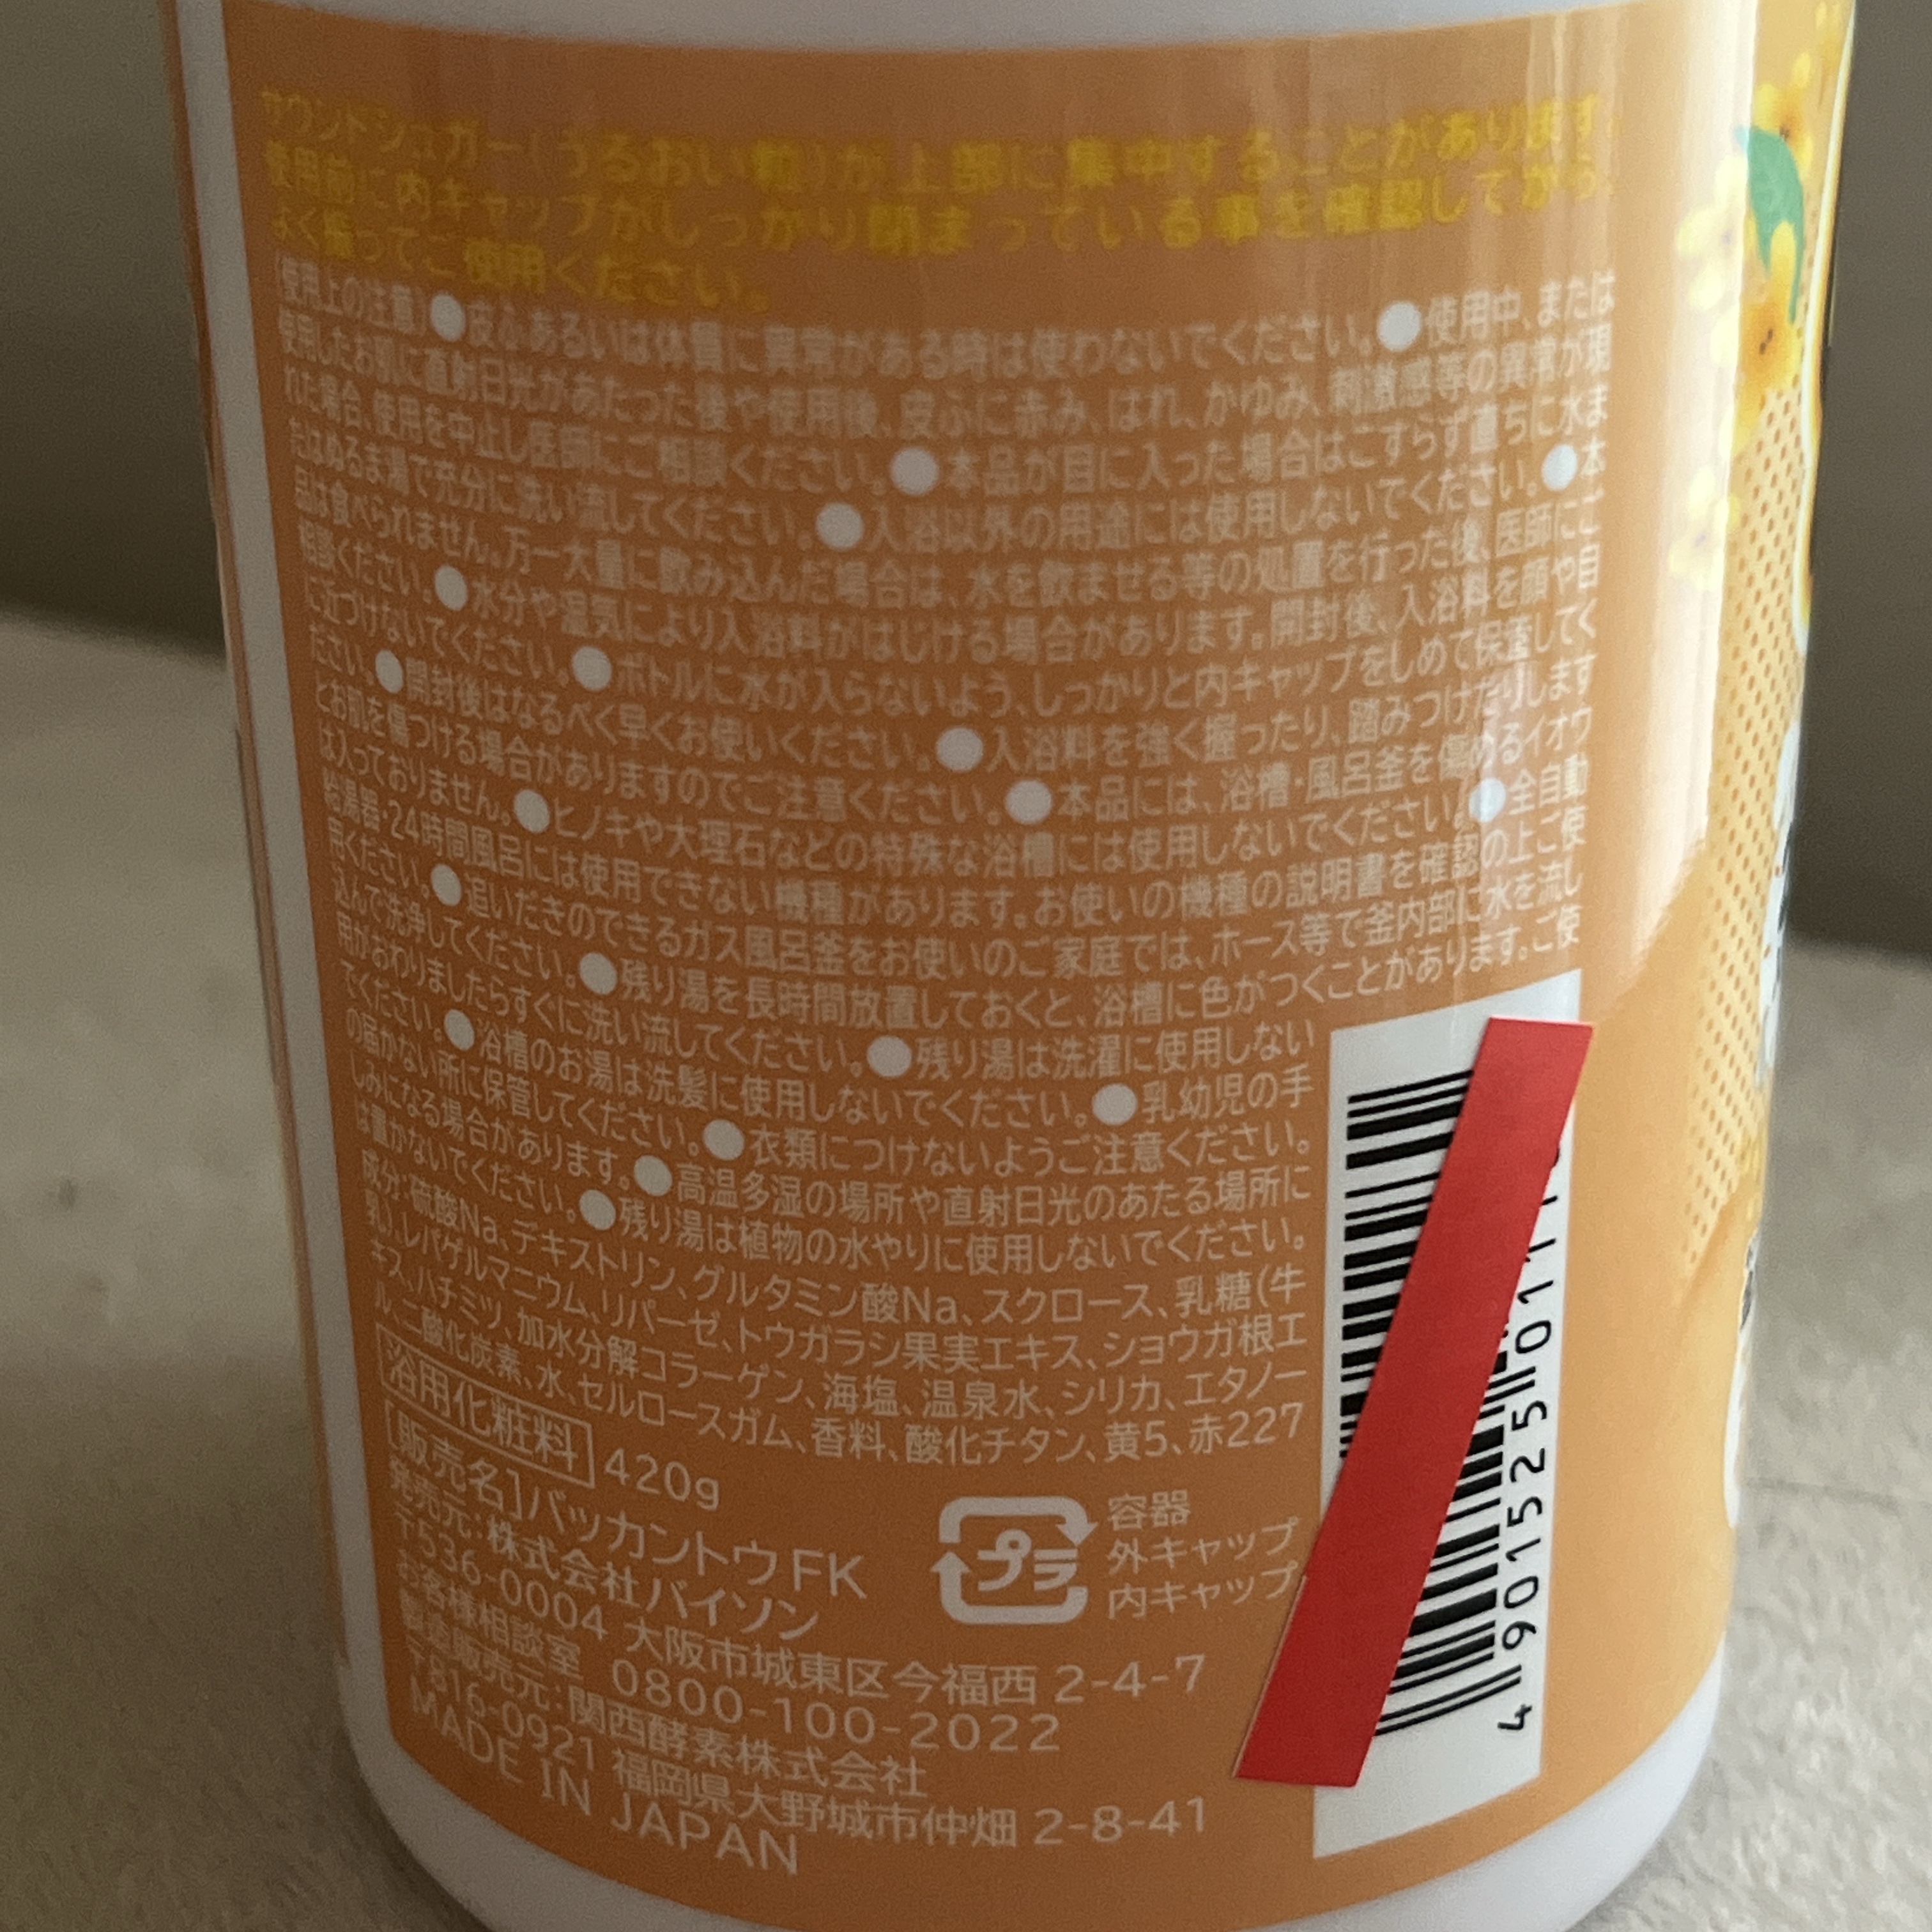 サウンドシュガー(うるおい粒)が上部に集中することがあります。
使用前に内キャップがしっかり閉まっている事を確認してから、
よく振ってご使用ください。
(使用上の注意)●皮ふあるいは体質に異常がある時は使わないでください。●使用中、または
使用したお肌に直射日光があたった後や使用後、皮ふに赤み、はれ、かゆみ、刺激感等の異常が現
れた場合、使用を中止し医師にご相談ください。●本品が目に入った場合はこすらず直ちに水ま
たはぬるま湯で充分に洗い流してください。●入浴以外の用途には使用しないでください。●本
品は食べられません。万一大量に飲み込んだ場合は、水を飲ませる等の処置を行った後、医師にご
相談ください。●水分や湿気により入浴料がはじける場合があります。開封後、入浴料を顔や目
に近づけないでください。●ボトルに水が入らないよう、しっかりと内キャップをしめて保管してく
ださい。●開封後はなるべく早くお使いください。●入浴料を強く握ったり、踏みつけたりします
とお肌を傷つける場合がありますのでご注意ください。●本品には、浴槽・風呂釜を傷めるイオウ
は入っておりません。●ヒノキや大理石などの特殊な浴槽には使用しないでください。●全自動
給湯器・24時間風呂には使用できない機種があります。お使いの機種の説明書を確認の上ご使
用ください。●追いだきのできるガス風呂釜をお使いのご家庭では、ホース等で釜内部に水を流し
込んで洗浄してください。●残り湯を長時間放置しておくと、浴槽に色がつくことがあります。ご使
用がおわりましたらすぐに洗い流してください。●残り湯は洗濯に使用しない
でください。●浴槽のお湯は洗髪に使用しないでください。●乳幼児の手
の届かない所に保管してください。●衣類につけないようご注意ください。
しみになる場合があります。●高温多湿の場所や直射日光のあたる場所に
は置かないでください。●残り湯は植物の水やりに使用しないでください。
成分:硫酸Na、デキストリン、グルタミン酸Na、スクロース、乳糖(牛
乳)、レパゲルマニウム、リパーゼ、トウガラシ果実エキス、ショウガ根エ
キス、ハチミツ、加水分解コラーゲン、海塩、温泉水、シリカ、エタノー
ル、二酸化炭素、水、セルロースガム、香料、酸化チタン、黄5、赤227
浴用化粧料 420g
[販売名]バッカントウFK
発売元:株式会社バイソン
〒536-0004 大阪市城東区今福西 2-4-7
お客様相談室 0800-100-2022
製造販売元:関西酵素株式会社
〒816-0921 福岡県大野城市仲畑 2-8-41
MADE IN JAPAN
プラ
容器
外キャップ
内キャップ
4 901525 0111